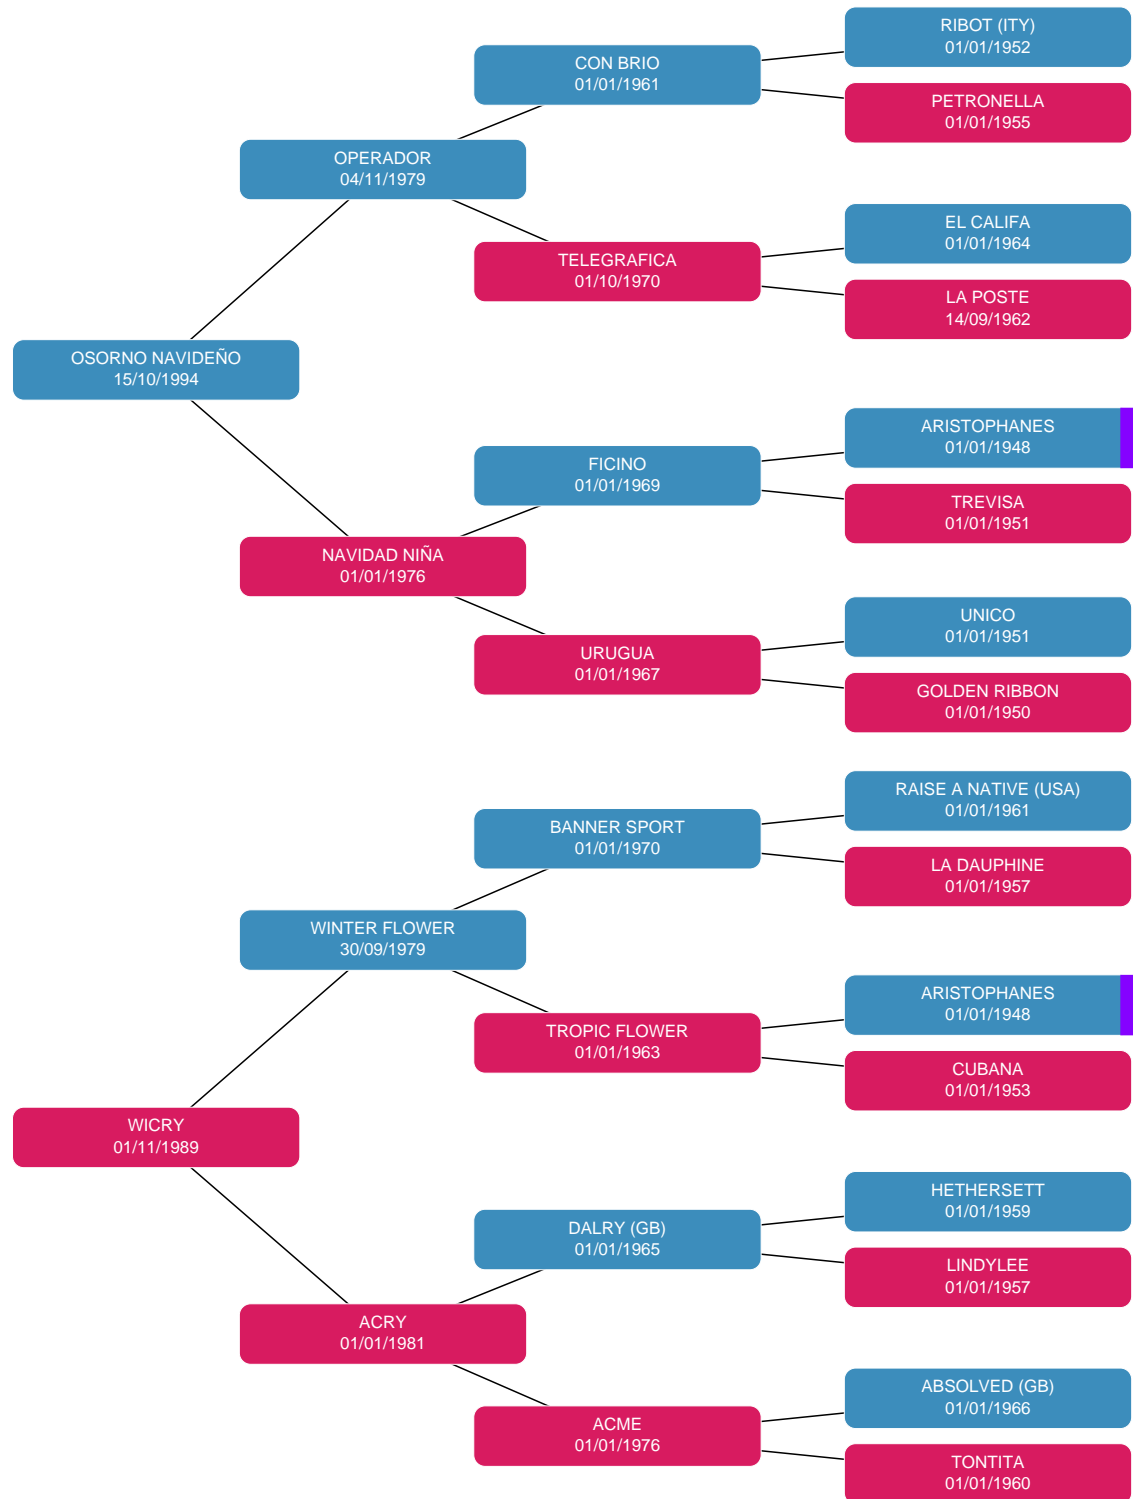 RIBOT (ITY)
01/01/1952
CON BRIO
01/01/1961
PETRONELLA
01/01/1955
OPERADOR
04/11/1979
EL CALIFA
01/01/1964
TELEGRAFICA
01/10/1970
LA POSTE
14/09/1962
OSORNO NAVIDEÑO
15/10/1994
ARISTOPHANES
01/01/1948
FICINO
01/01/1969
TREVISA
01/01/1951
NAVIDAD NIÑA
01/01/1976
UNICO
01/01/1951
URUGUA
01/01/1967
GOLDEN RIBBON
01/01/1950
RAISE A NATIVE (USA)
01/01/1961
BANNER SPORT
01/01/1970
LA DAUPHINE
01/01/1957
WINTER FLOWER
30/09/1979
ARISTOPHANES
01/01/1948
TROPIC FLOWER
01/01/1963
CUBANA
01/01/1953
WICRY
01/11/1989
HETHERSETT
01/01/1959
DALRY (GB)
01/01/1965
LINDYLEE
01/01/1957
ACRY
01/01/1981
ABSOLVED (GB)
01/01/1966
ACME
01/01/1976
TONTITA
01/01/1960